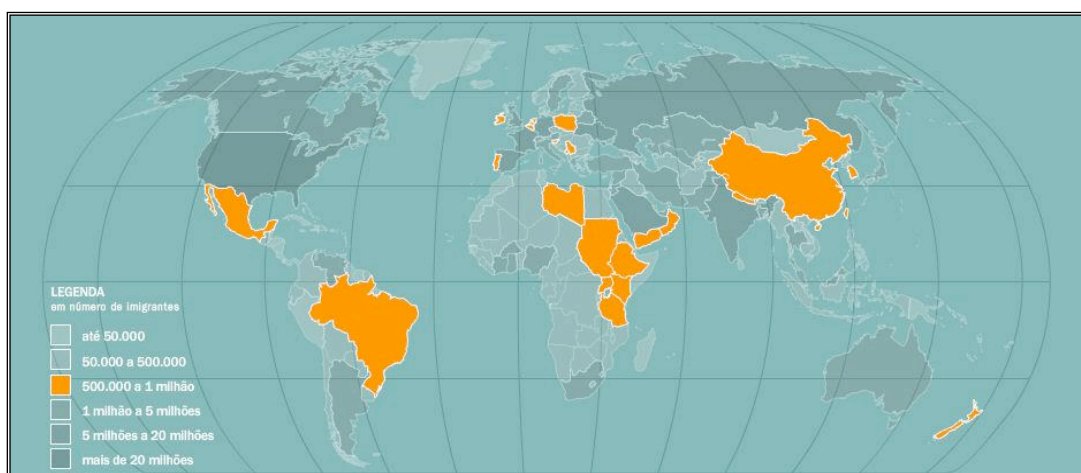 LEGENDA
em número de imigrantes
até 50.000
50.000 a 500.000
500.000 a 1 milhão
1 milhão a 5 milhões
5 milhões a 20 milhões
mais de 20 milhões